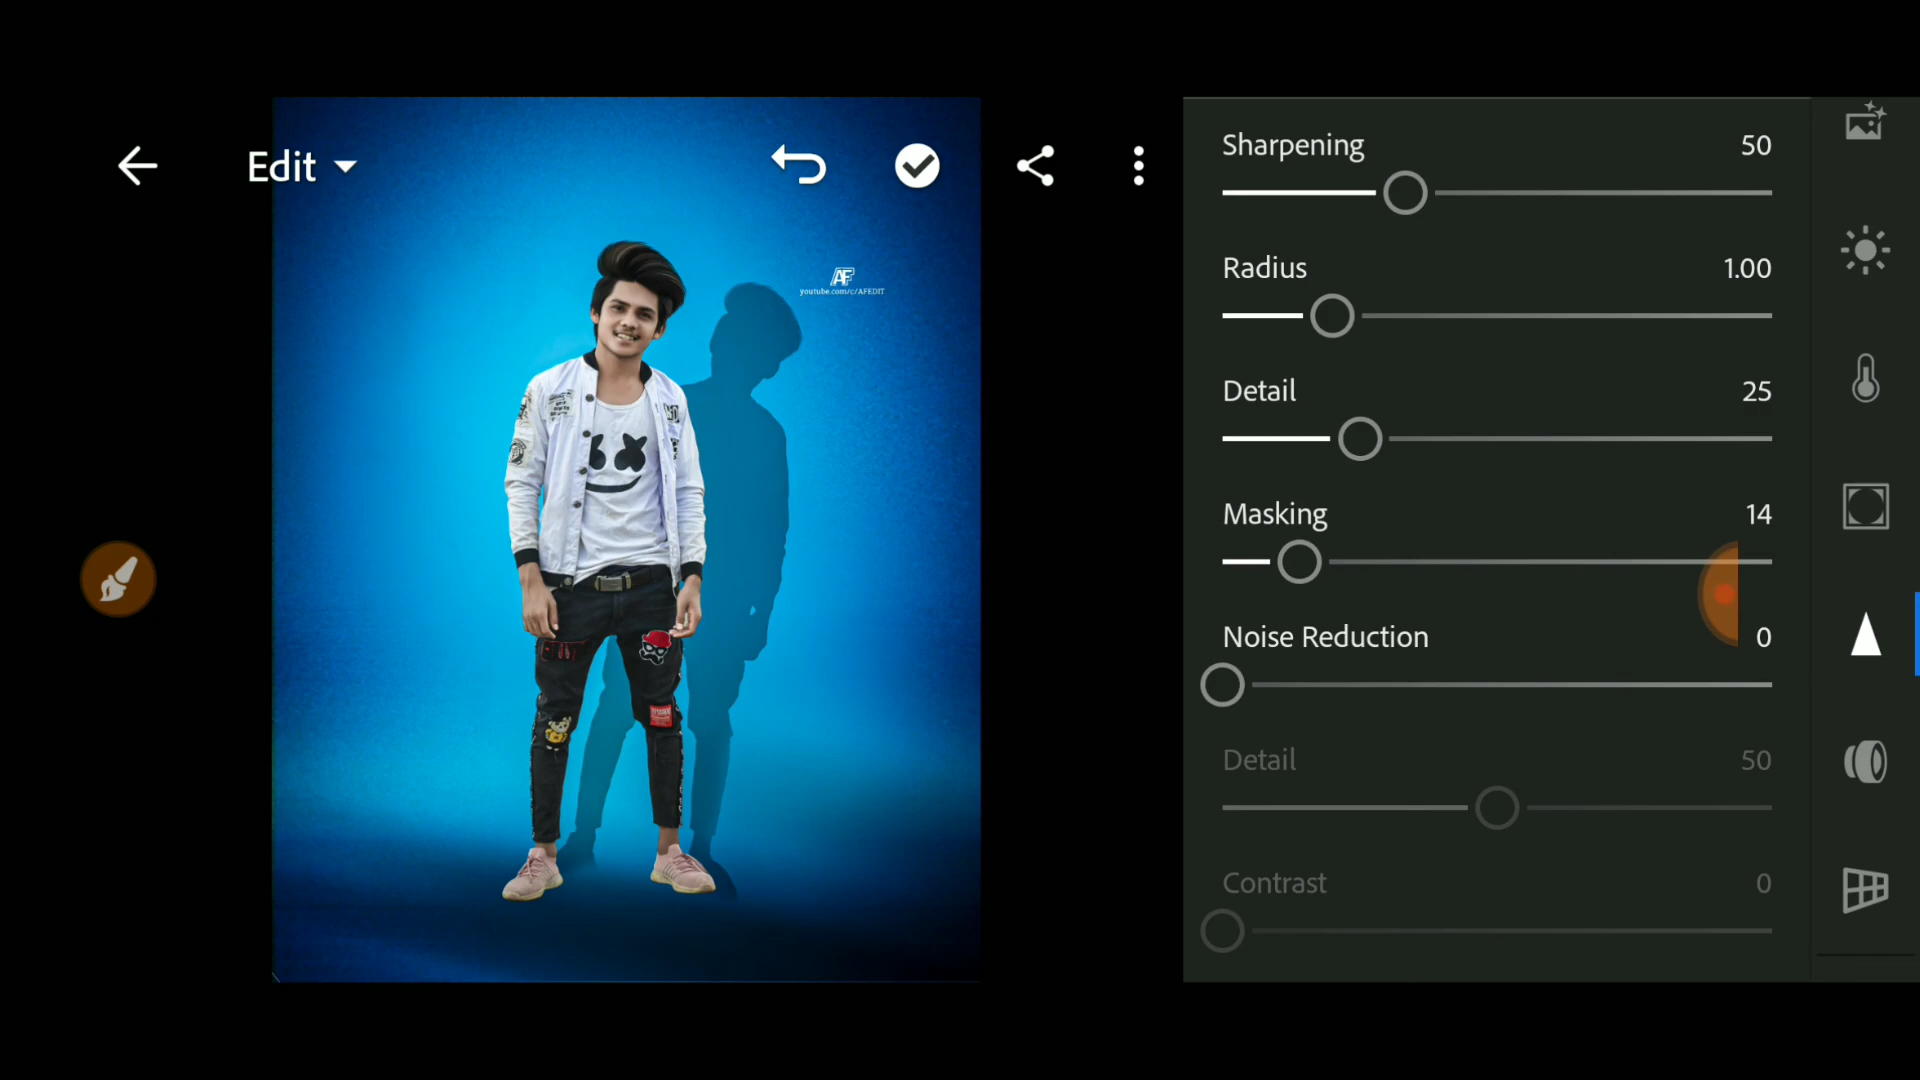 Edit
AF
youtube.com/c/AFEDIT
Sharpening 50
Radius 1.00
Detail 25
Masking 14
Noise Reduction 0
Detail 50
Contrast 0